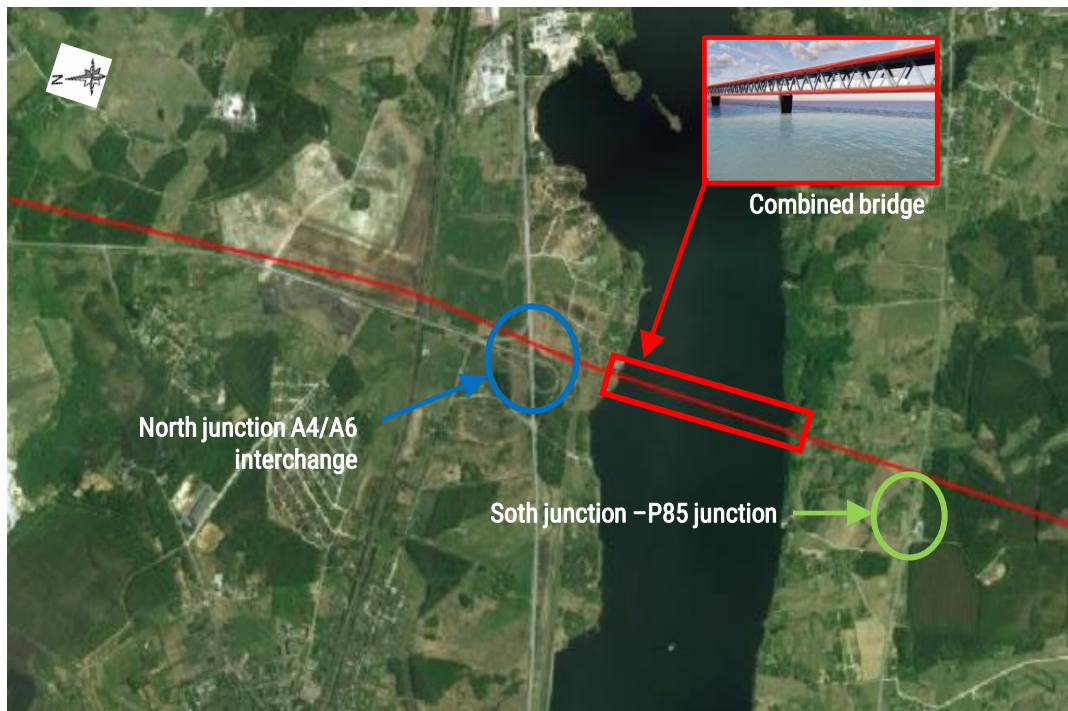 N
Combined bridge
North junction A4/A6
interchange
Soth junction –P85 junction